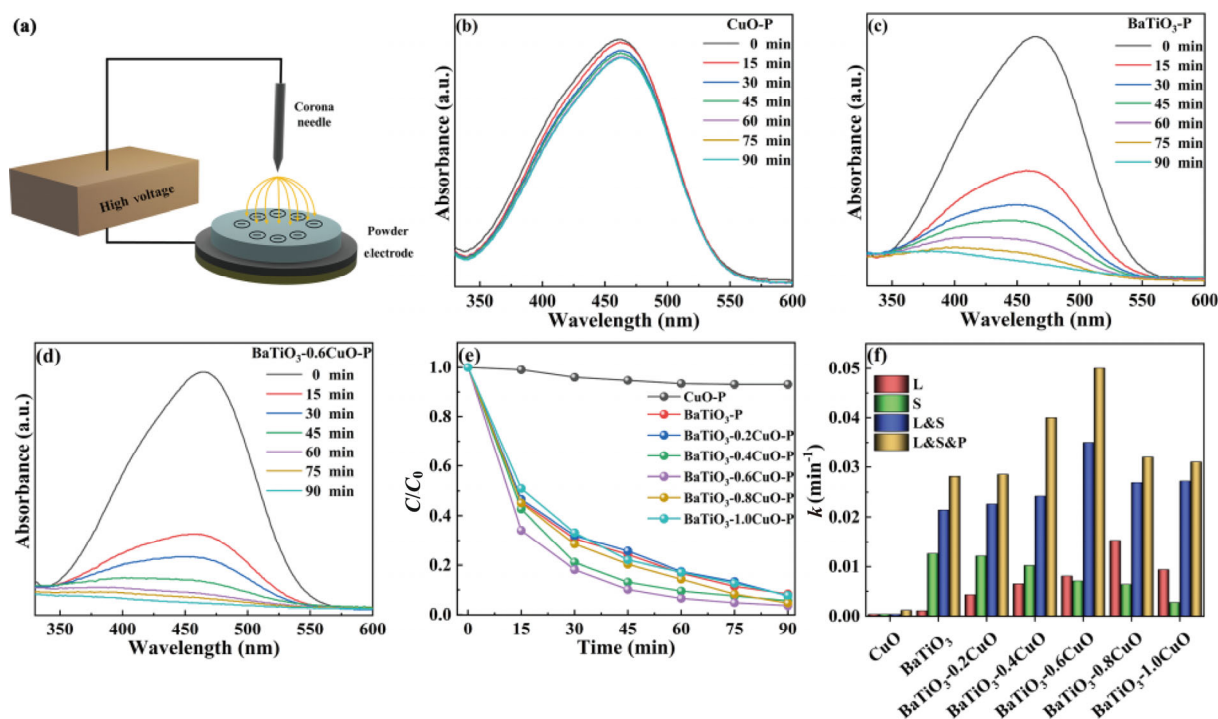 (a)
Corona
needle
High voltage
Powder
electrode
(b)
CuO-P
0 min
15 min
30 min
45 min
60 min
75 min
90 min
Absorbance (a.u.)
350 400 450 500 550 600
Wavelength (nm)
(c)
BaTiO₃-P
0 min
15 min
30 min
45 min
60 min
75 min
90 min
Absorbance (a.u.)
350 400 450 500 550 600
Wavelength (nm)
(d)
BaTiO₃-0.6CuO-P
0 min
15 min
30 min
45 min
60 min
75 min
90 min
Absorbance (a.u.)
350 400 450 500 550 600
Wavelength (nm)
(e)
CuO-P
BaTiO₃-P
BaTiO₃-0.2CuO-P
BaTiO₃-0.4CuO-P
BaTiO₃-0.6CuO-P
BaTiO₃-0.8CuO-P
BaTiO₃-1.0CuO-P
C/C₀
1.0
0.8
0.6
0.4
0.2
0.0
0 15 30 45 60 75 90
Time (min)
(f)
L
S
L&S
L&S&P
k (min⁻¹)
0.05
0.04
0.03
0.02
0.01
0.00
CuO
BaTiO₃
BaTiO₃-0.2CuO
BaTiO₃-0.4CuO
BaTiO₃-0.6CuO
BaTiO₃-0.8CuO
BaTiO₃-1.0CuO